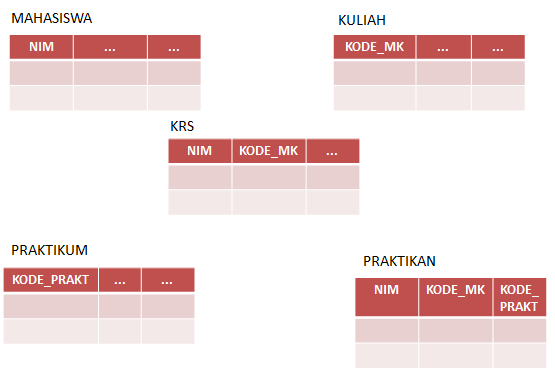 MAHASISWA
NIM ... ...
KULIAH
KODE_MK ... ...
KRS
NIM KODE_MK ...
PRAKTIKUM
KODE_PRAKT ... ...
PRAKTIKAN
NIM KODE_MK KODE_
PRAKT